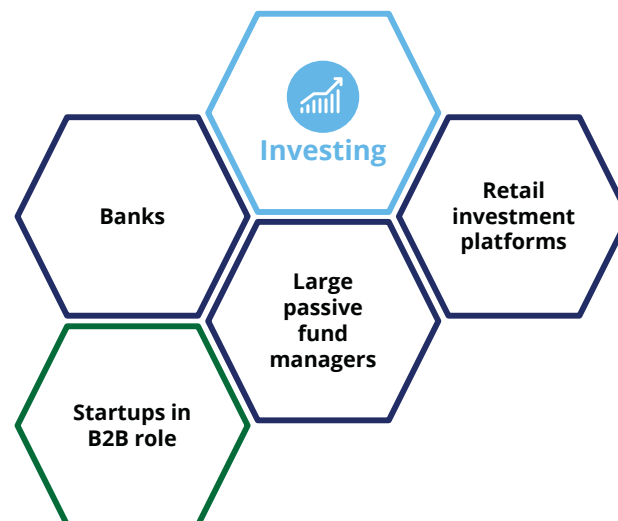 Investing
Banks
Retail
investment
platforms
Large
passive
fund
managers
Startups in
B2B role